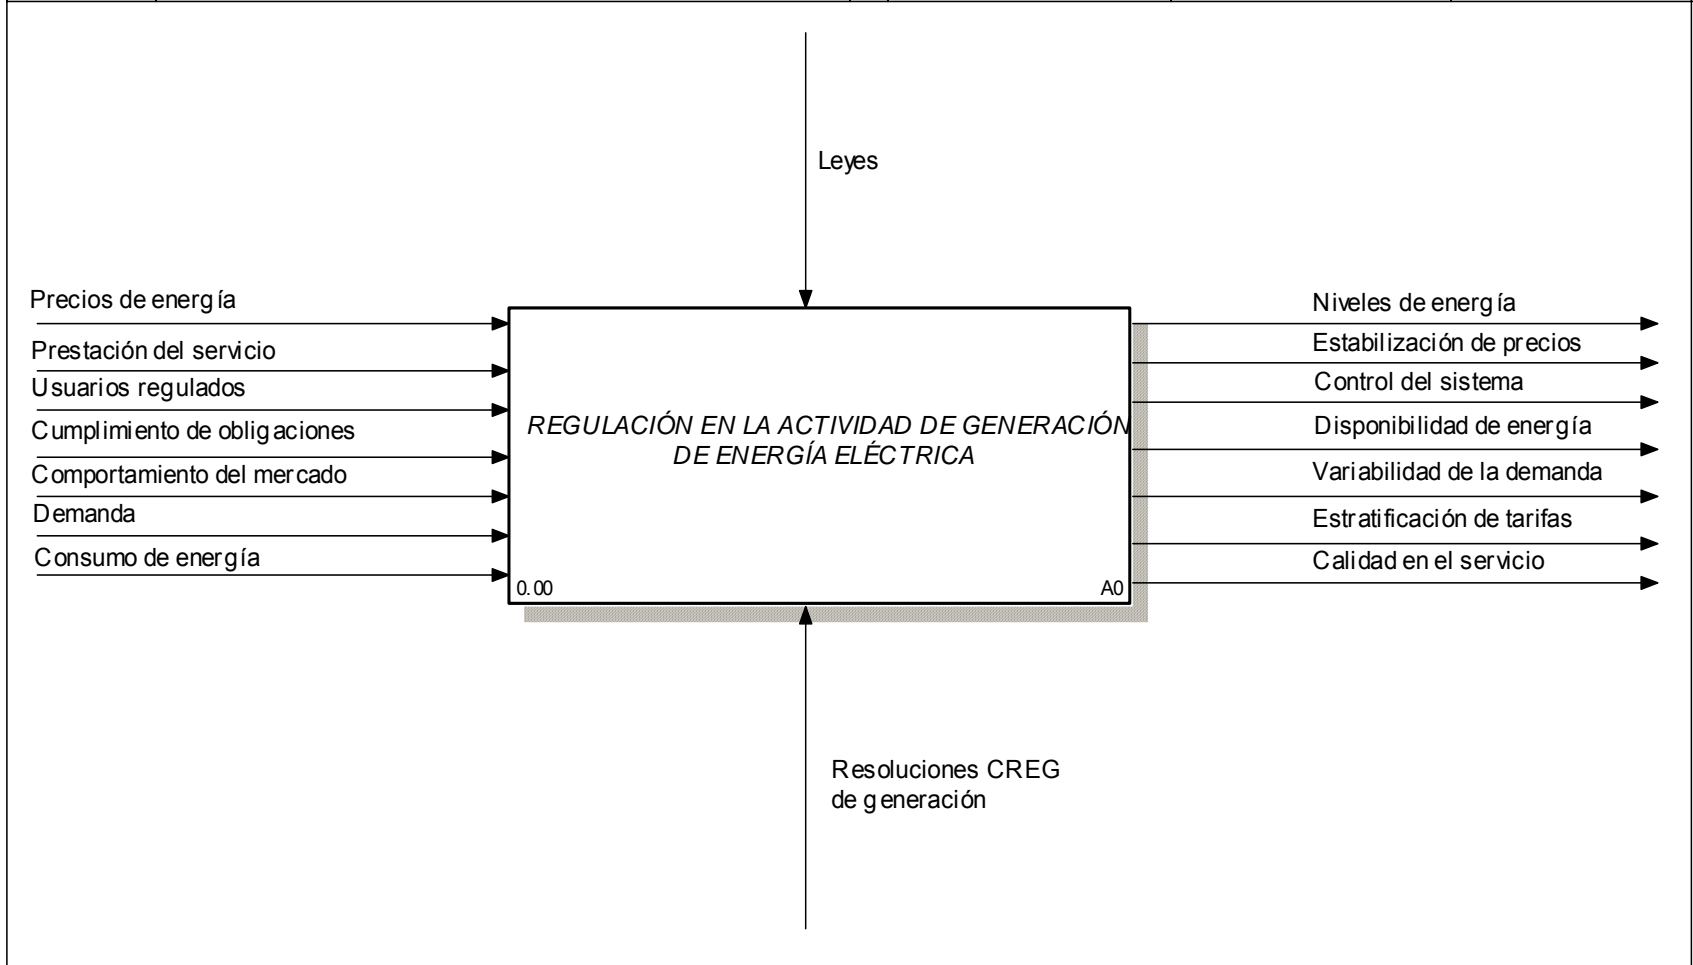 Leyes
Precios de energía
Prestación del servicio
Usuarios regulados
Cumplimiento de obligaciones
Comportamiento del mercado
Demanda
Consumo de energía
REGULACIÓN EN LA ACTIVIDAD DE GENERACIÓN
DE ENERGÍA ELÉCTRICA
0.00
A0
Niveles de energía
Estabilización de precios
Control del sistema
Disponibilidad de energía
Variabilidad de la demanda
Estratificación de tarifas
Calidad en el servicio
Resoluciones CREG
de generación